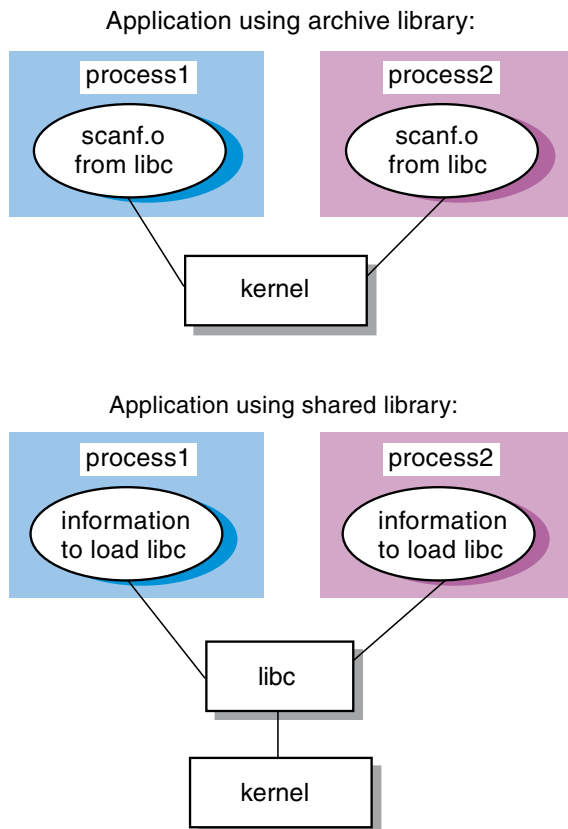 Application using archive library:
process1
process2
scanf.o
from libc
scanf.o
from libc
kernel
Application using shared library:
process1
process2
information
to load libc
information
to load libc
libc
kernel